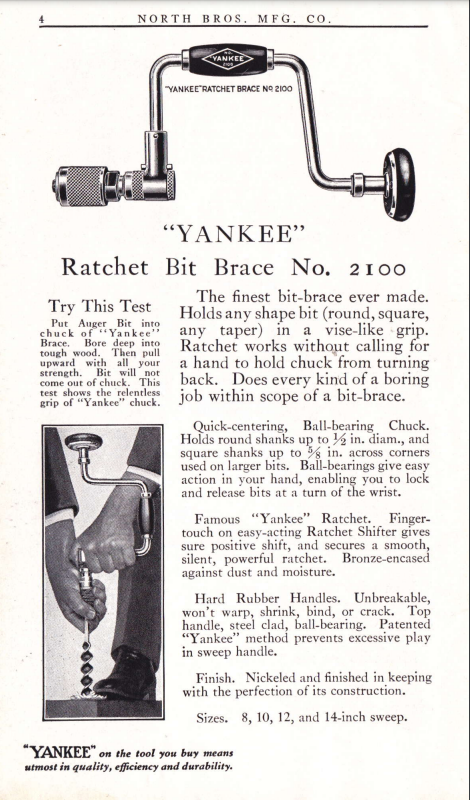 4
NORTH BROS. MFG. CO.
NO.
"YANKEE"
2100
"YANKEE" RATCHET BRACE No 2100
"YANKEE"
Ratchet Bit Brace No. 2100
Try This Test
Put Auger Bit into
chuck of "Yankee"
Brace. Bore deep into
tough wood. Then pull
upward with all your
strength. Bit will not
come out of chuck. This
test shows the relentless
grip of "Yankee" chuck.
The finest bit-brace ever made.
Holds any shape bit (round, square,
any taper) in a vise-like grip.
Ratchet works without calling for
a hand to hold chuck from turning
back. Does every kind of a boring
job within scope of a bit-brace.
Quick-centering, Ball-bearing Chuck.
Holds round shanks up to ½ in. diam., and
square shanks up to ⅝ in. across corners
used on larger bits. Ball-bearings give easy
action in your hand, enabling you to lock
and release bits at a turn of the wrist.
Famous "Yankee" Ratchet. Finger-
touch on easy-acting Ratchet Shifter gives
sure positive shift, and secures a smooth,
silent, powerful ratchet. Bronze-encased
against dust and moisture.
Hard Rubber Handles. Unbreakable,
won't warp, shrink, bind, or crack. Top
handle, steel clad, ball-bearing. Patented
"Yankee" method prevents excessive play
in sweep handle.
Finish. Nickeled and finished in keeping
with the perfection of its construction.
Sizes. 8, 10, 12, and 14-inch sweep.
"YANKEE" on the tool you buy means
utmost in quality, efficiency and durability.